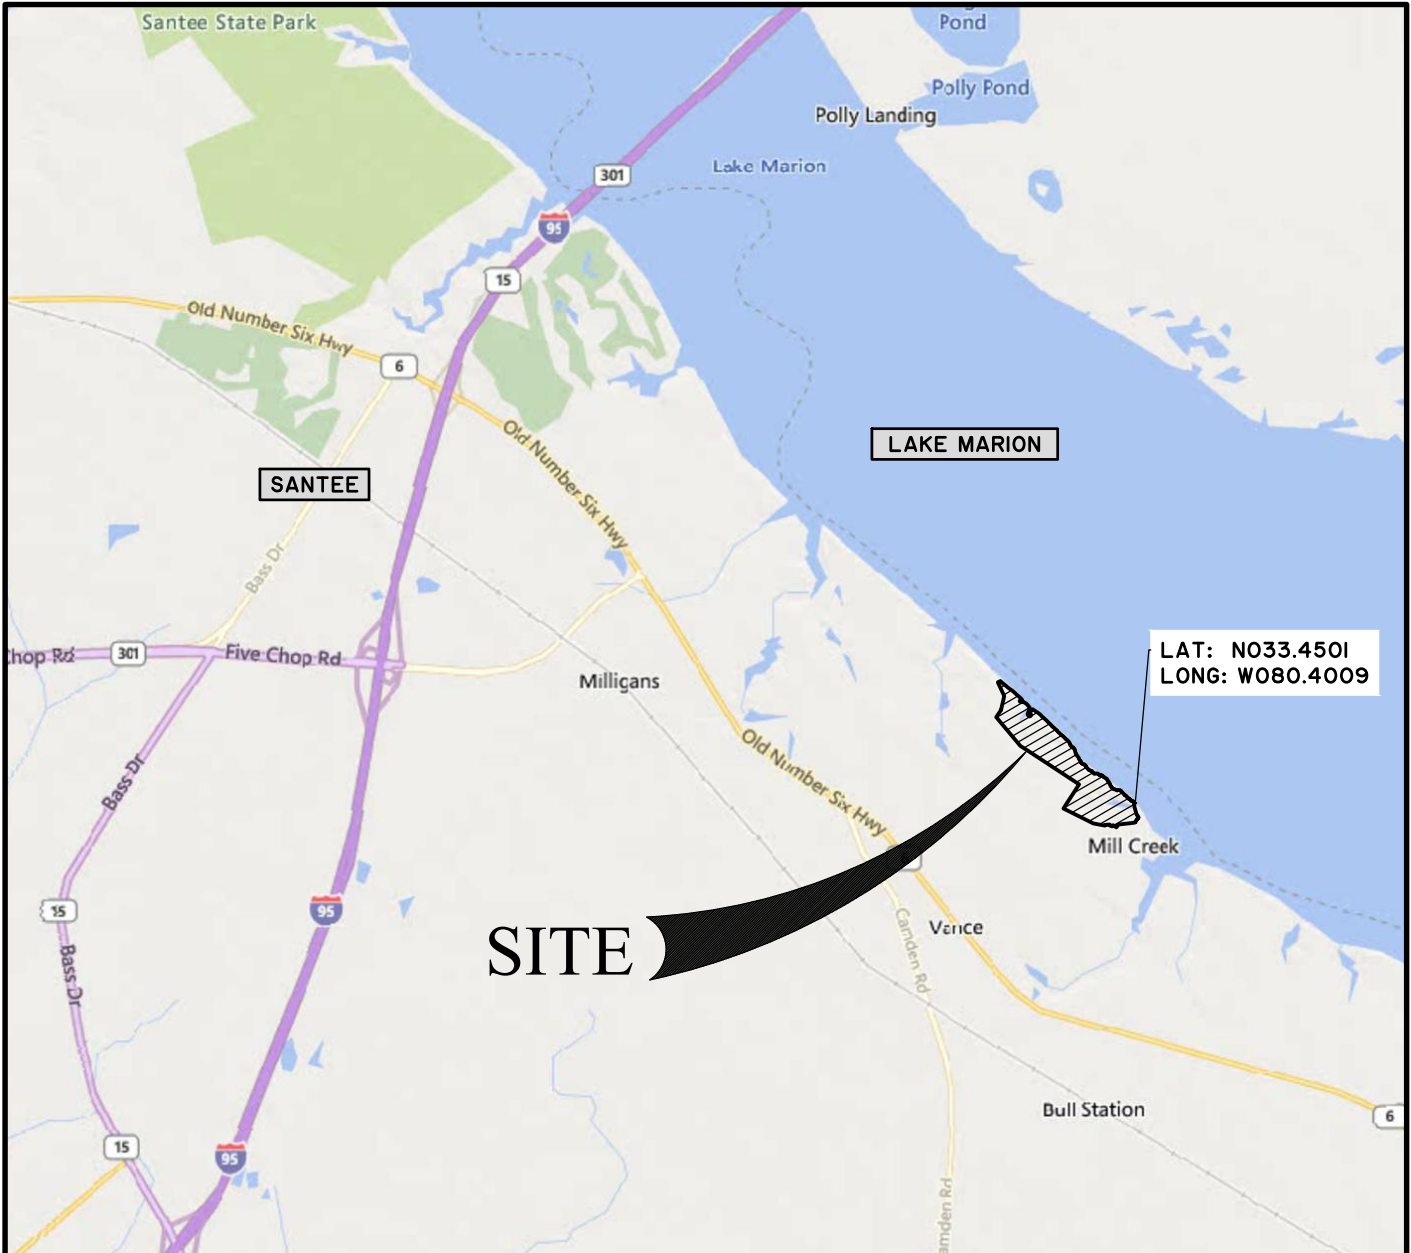 Santee State Park
Pond
Polly Pond
Polly Landing
Lake Marion
301
95
15
Old Number Six Hwy
6
Old Number Six Hwy
LAKE MARION
SANTEE
Bass Dr
Chop Rd
301
Five Chop Rd
Milligans
LAT: N033.4501
LONG: W080.4009
Old Number Six Hwy
Bass Dr
Mill Creek
6
15
95
Camden Rd
Vance
SITE
Bass Dr
Bull Station
6
15
95
amden Rd